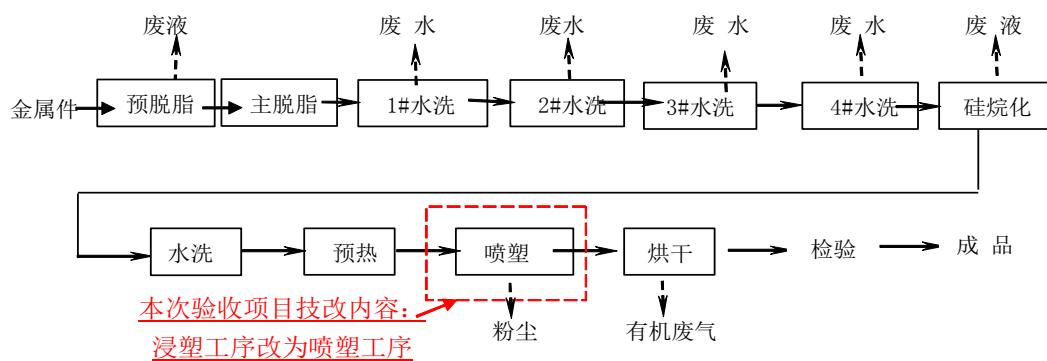 废液 废 水 废水 废 水 废 水 废 液
金属件 预脱脂 主脱脂 1#水洗 2#水洗 3#水洗 4#水洗 硅烷化
水洗 预热 喷塑 烘干 检验 成 品
本次验收项目技改内容：
浸塑工序改为喷塑工序
粉尘 有机废气